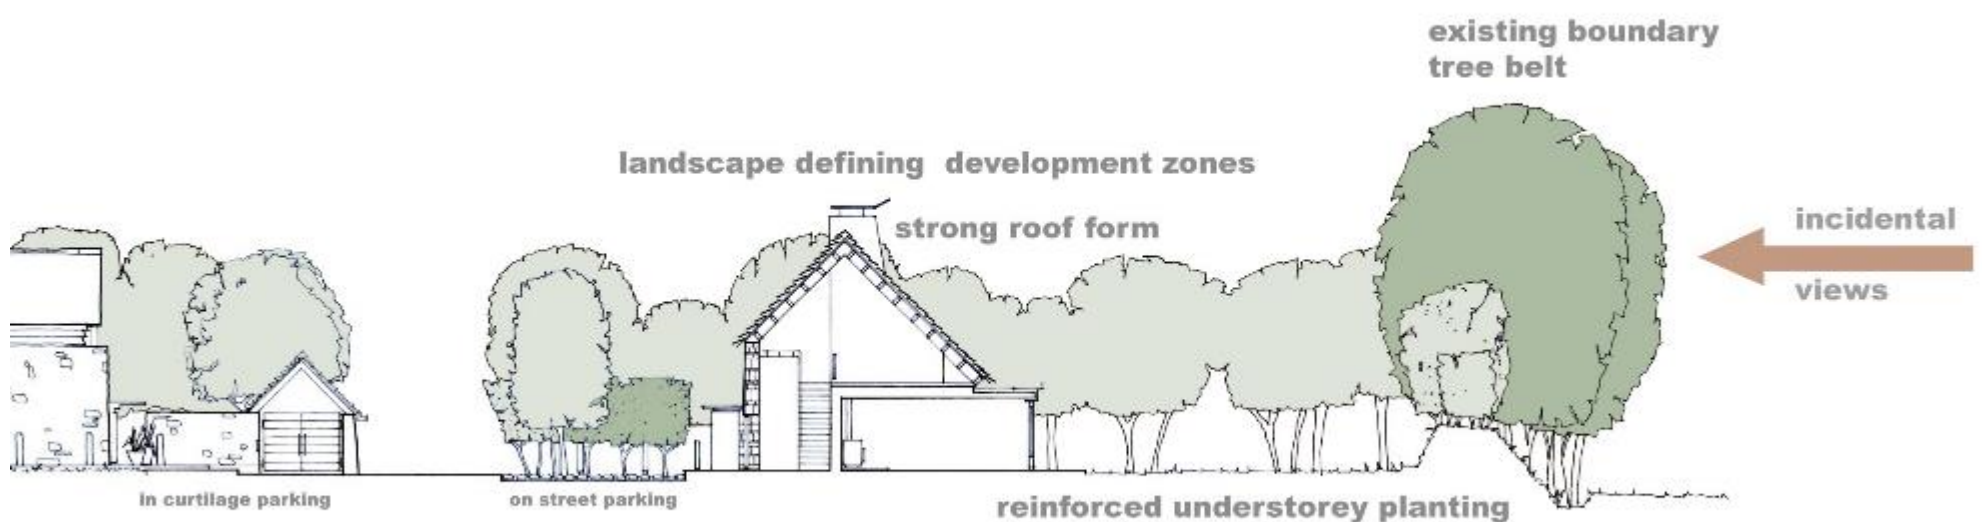 existing boundary
tree belt
landscape defining  development zones
strong roof form
incidental
views
in curtilage parking
on street parking
reinforced understorey planting